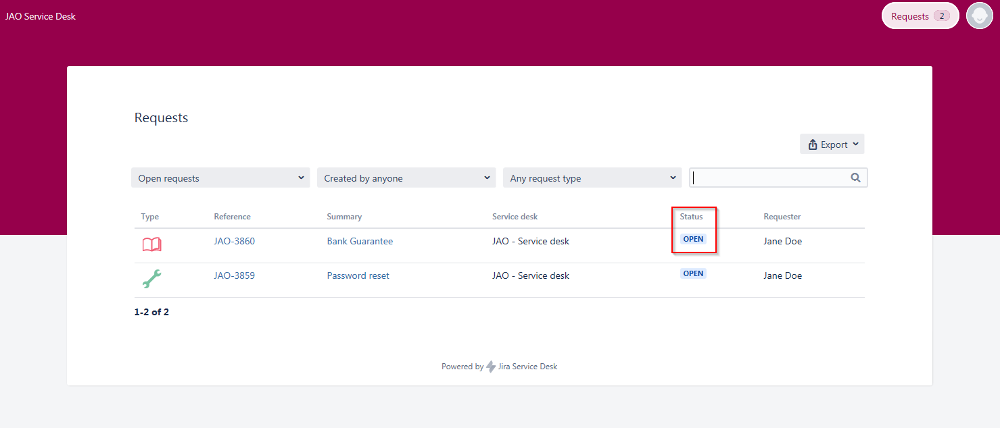 JAO Service Desk
Requests 2
Requests
Export
Open requests Created by anyone Any request type
Type Reference Summary Service desk Status Requester
JAO-3860 Bank Guarantee JAO - Service desk OPEN Jane Doe
JAO-3859 Password reset JAO - Service desk OPEN Jane Doe
1-2 of 2
Powered by Jira Service Desk